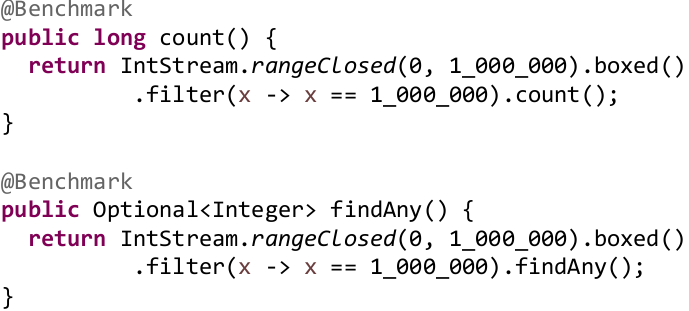 @Benchmark
public long count() {
  return IntStream.rangeClosed(0, 1_000_000).boxed()
          .filter(x -> x == 1_000_000).count();
}

@Benchmark
public Optional<Integer> findAny() {
  return IntStream.rangeClosed(0, 1_000_000).boxed()
          .filter(x -> x == 1_000_000).findAny();
}